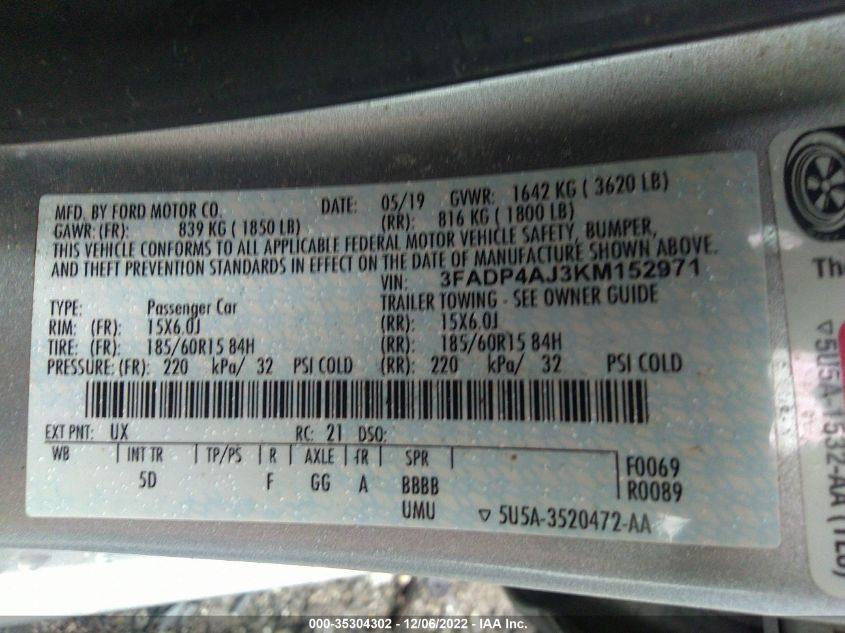 MFD. BY FORD MOTOR CO. DATE: 05/19 GVWR: 1642 KG ( 3620 LB)
GAWR:(FR): 839 KG ( 1850 LB) (RR): 816 KG ( 1800 LB)
THIS VEHICLE CONFORMS TO ALL APPLICABLE FEDERAL MOTOR VEHICLE SAFETY, BUMPER,
AND THEFT PREVENTION STANDARDS IN EFFECT ON THE DATE OF MANUFACTURE SHOWN ABOVE.
VIN: 3FADP4AJ3KM152971
TYPE: Passenger Car TRAILER TOWING - SEE OWNER GUIDE
RIM: (FR): 15X6.0J (RR): 15X6.0J
TIRE: (FR): 185/60R15 84H (RR): 185/60R15 84H
PRESSURE: (FR): 220 kPa/ 32 PSI COLD (RR): 220 kPa/ 32 PSI COLD
EXT PNT: UX RC: 21 DSO:
WB INT TR TP/PS R AXLE TR SPR
5D F GG A BBBB
UMU
F0069
R0089
▽ 5U5A-3520472-AA
The
▽5U5A-1532-AA (TEG)
000-35304302 - 12/06/2022 - IAA Inc.